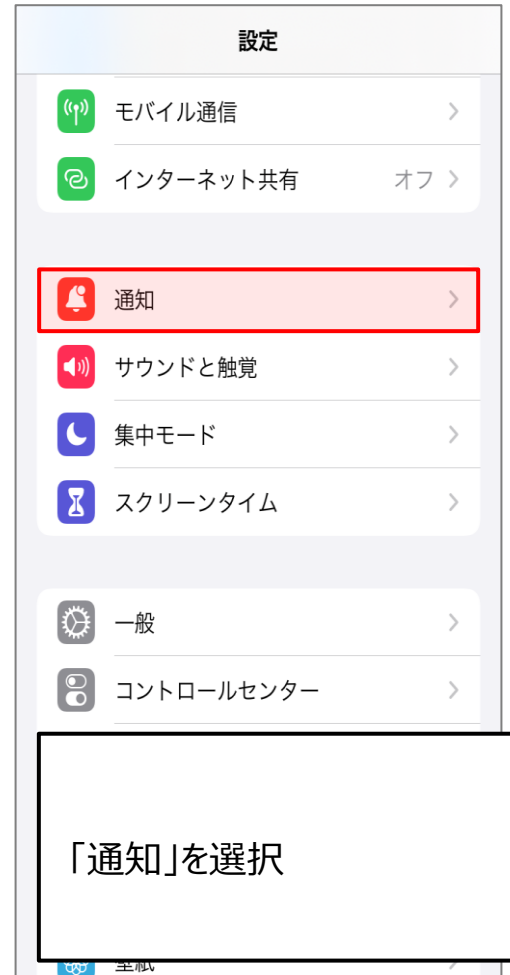 設定
モバイル通信
インターネット共有 オフ
通知
サウンドと触覚
集中モード
スクリーンタイム
一般
コントロールセンター
「通知」を選択
壁紙